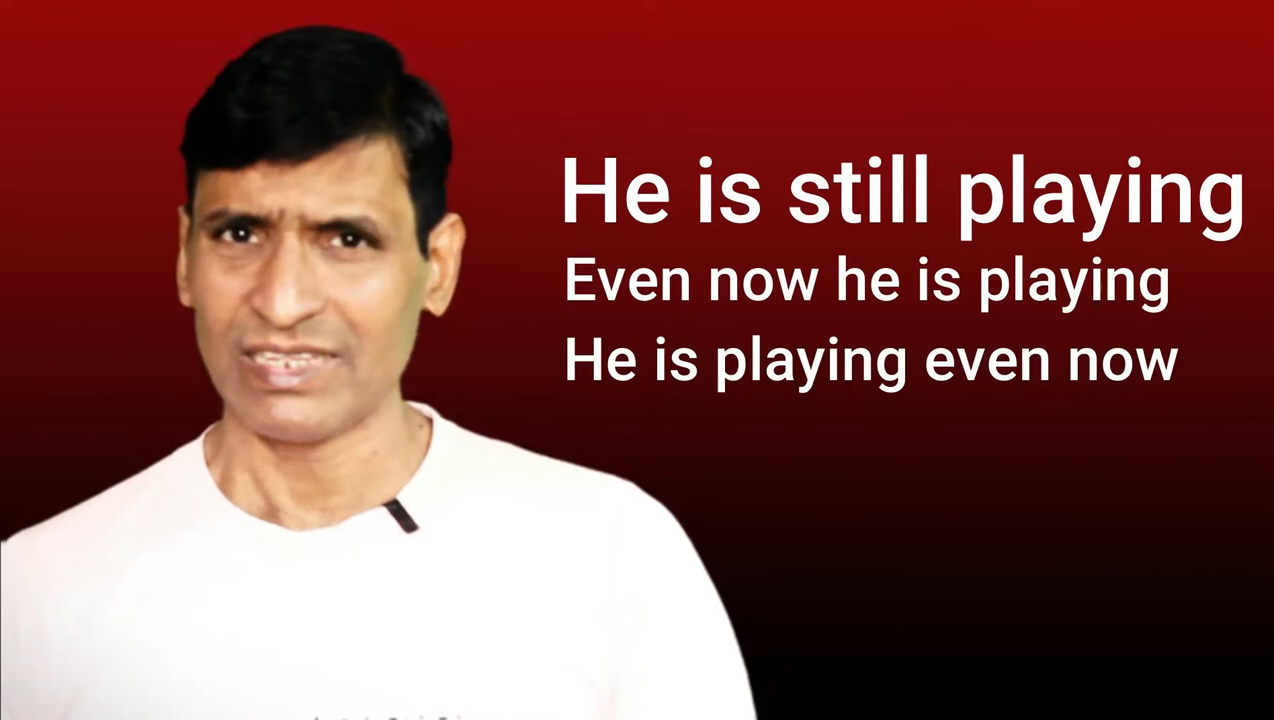 He is still playing
Even now he is playing
He is playing even now